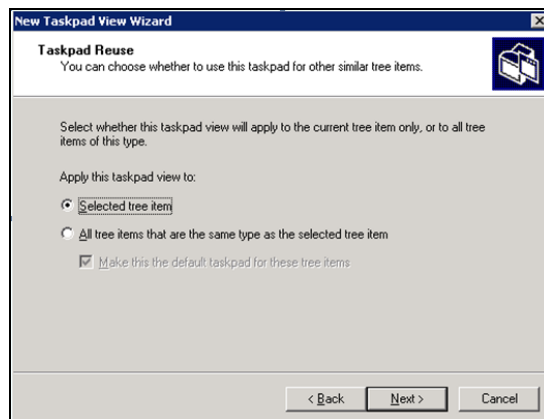 New Taskpad View Wizard
Taskpad Reuse
You can choose whether to use this taskpad for other similar tree items.
Select whether this taskpad view will apply to the current tree item only, or to all tree
items of this type.
Apply this taskpad view to:
Selected tree item
All tree items that are the same type as the selected tree item
Make this the default taskpad for these tree items
< Back
Next >
Cancel